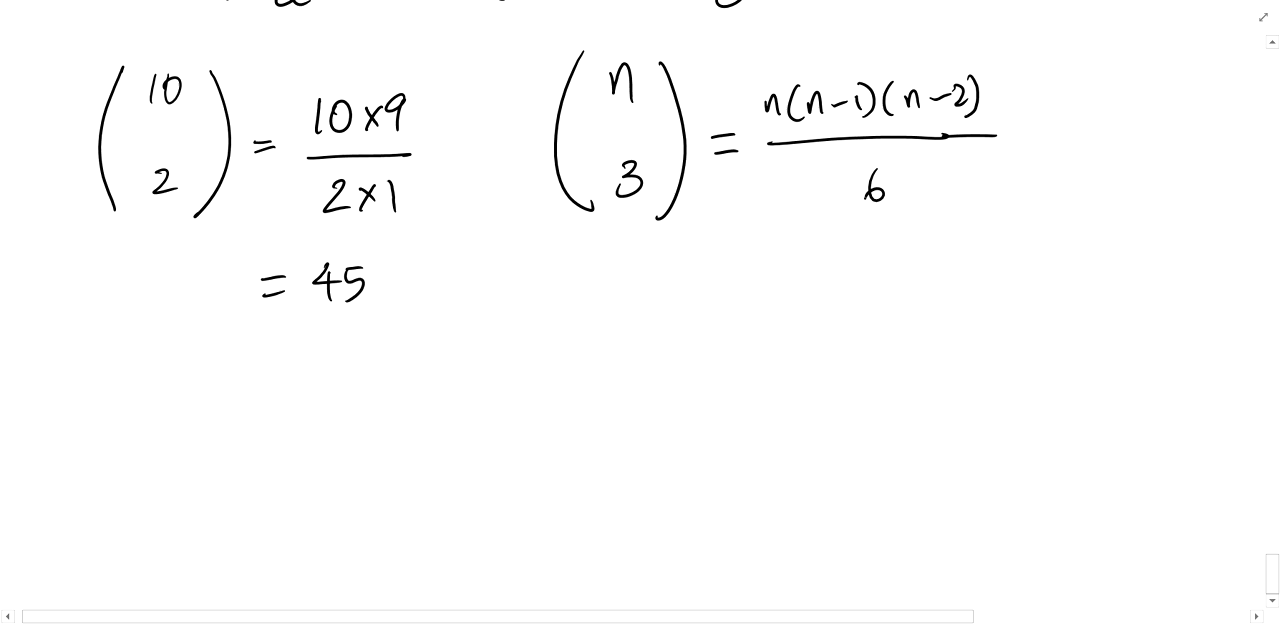 (10 2) = 10×9 / 2×1
= 45
(n 3) = n(n-1)(n-2) / 6